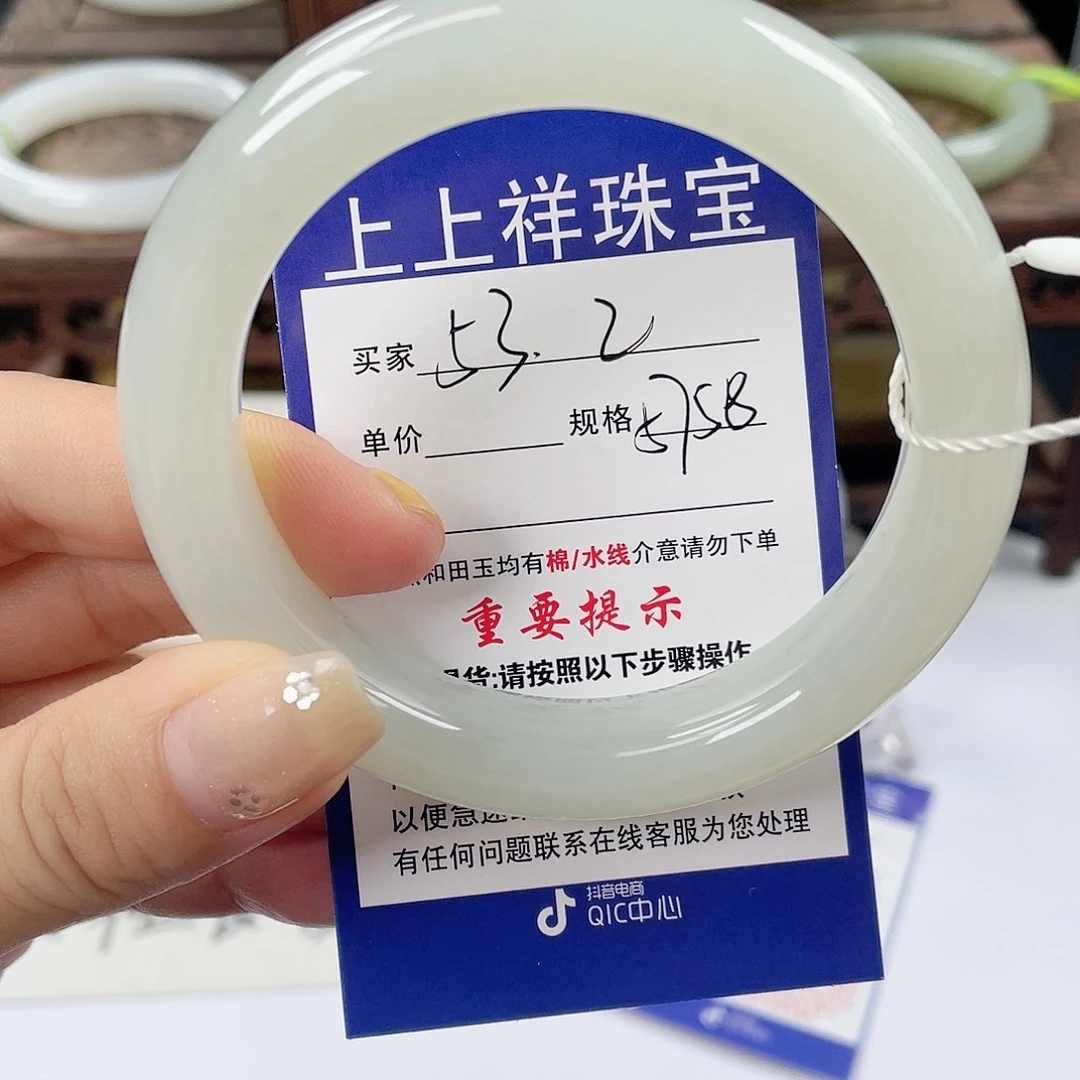 上上祥珠宝
买家 53.2
单价 规格 5758
和田玉均有棉/水线介意请勿下单
重要提示
货:请按照以下步骤操作
以便急速
有任何问题联系在线客服为您处理
抖音电商
QIC中心